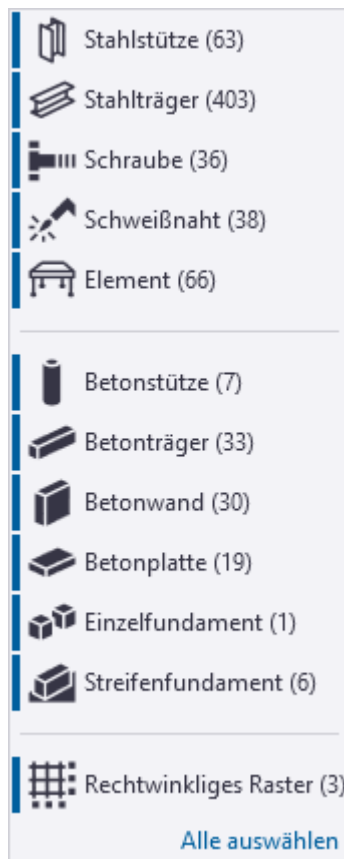 Stahlstütze (63)
Stahlträger (403)
Schraube (36)
Schweißnaht (38)
Element (66)
Betonstütze (7)
Betonträger (33)
Betonwand (30)
Betonplatte (19)
Einzelfundament (1)
Streifenfundament (6)
Rechtwinkliges Raster (3)
Alle auswählen